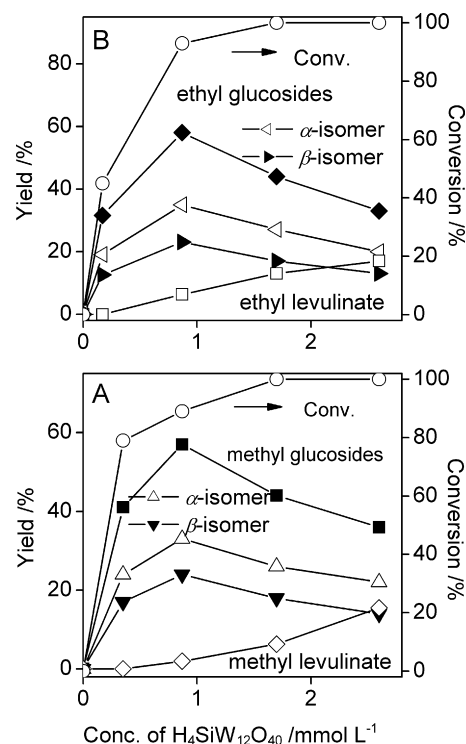 B
Conv.
ethyl glucosides
α-isomer
β-isomer
ethyl levulinate
Yield /%
Conversion /%
0
20
40
60
80
0
20
40
60
80
100
0
1
2
A
Conv.
methyl glucosides
α-isomer
β-isomer
methyl levulinate
Yield /%
Conversion /%
0
20
40
60
0
20
40
60
80
100
0
1
2
Conc. of H₄SiW₁₂O₄₀ /mmol L⁻¹